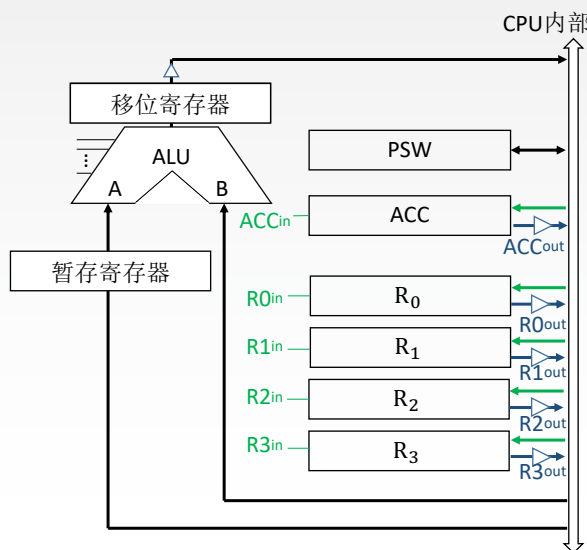 CPU内部
移位寄存器
ALU
⋮
A
B
PSW
ACCin
ACC
ACCout
暂存寄存器
R0in
R₀
R0out
R1in
R₁
R1out
R2in
R₂
R2out
R3in
R₃
R3out